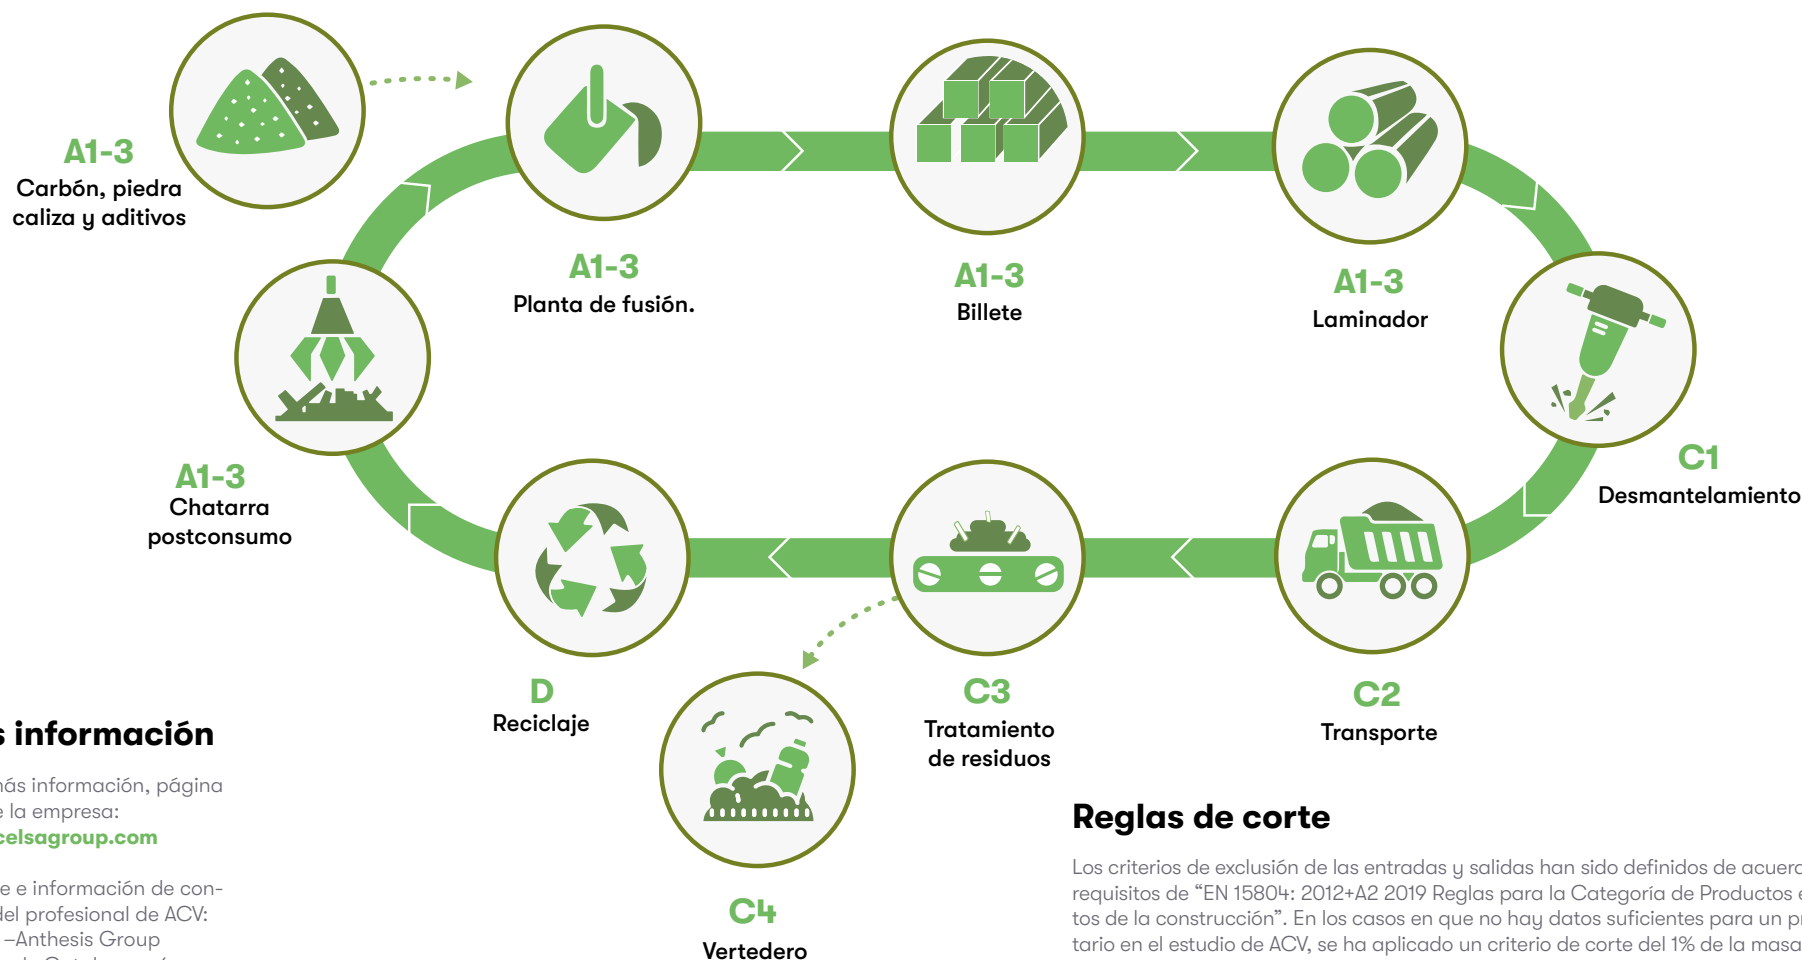 A1-3
Carbón, piedra
caliza y aditivos
A1-3
Planta de fusión.
A1-3
Billete
A1-3
Laminador
C1
Desmantelamiento
A1-3
Chatarra
postconsumo
D
Reciclaje
C3
Tratamiento
de residuos
C2
Transporte
C4
Vertedero
información
más información, página
la empresa:
celsagroup.com
e información de con-
del profesional de ACV:
–Anthesis Group
Reglas de corte
Los criterios de exclusión de las entradas y salidas han sido definidos de
requisitos de “EN 15804: 2012+A2 2019 Reglas para la Categoría de Productos
tos de la construcción”. En los casos en que no hay datos suficientes para un
tario en el estudio de ACV, se ha aplicado un criterio de corte del 1% de la masa